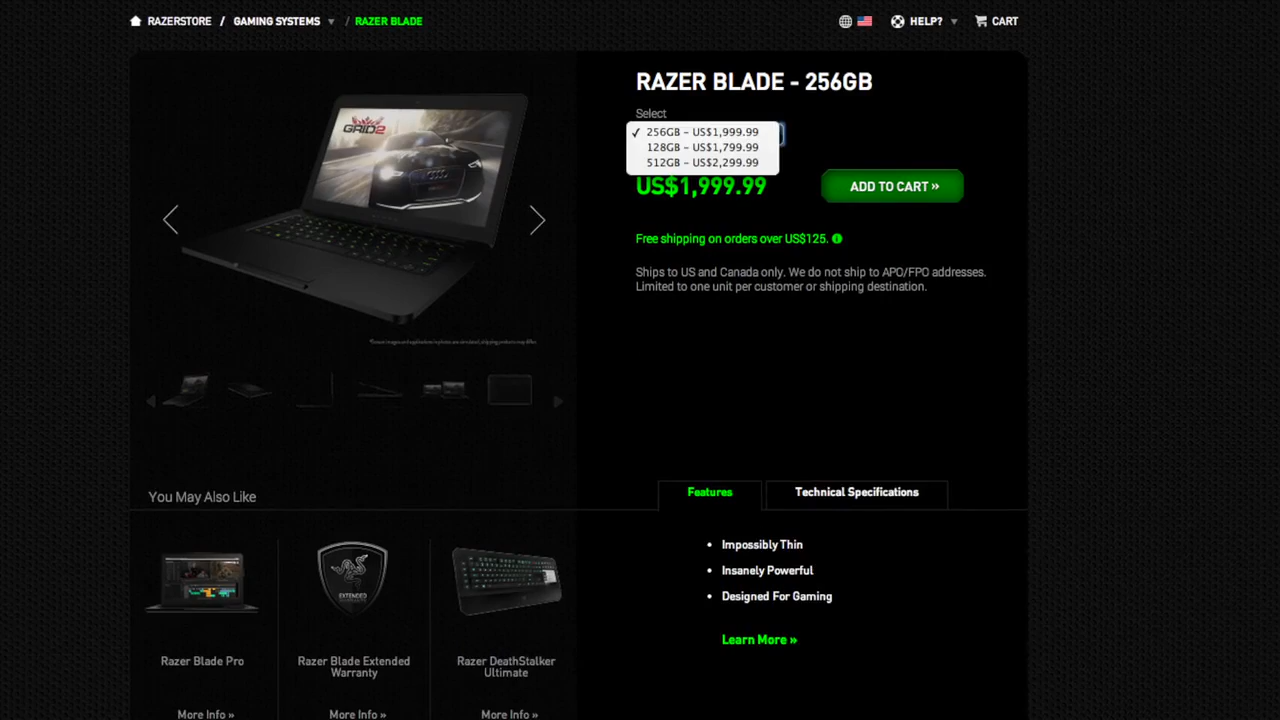 RAZERSTORE / GAMING SYSTEMS ▼ / RAZER BLADE
HELP? ▼ CART
RAZER BLADE - 256GB
Select
✓ 256GB - US$1,999.99
128GB - US$1,799.99
512GB - US$2,299.99
US$1,999.99
ADD TO CART »
Free shipping on orders over US$125.
Ships to US and Canada only. We do not ship to APO/FPO addresses.
Limited to one unit per customer or shipping destination.
GRID2
You May Also Like
Features
Technical Specifications
• Impossibly Thin
• Insanely Powerful
• Designed For Gaming
Learn More »
EXTENDED
Razer Blade Pro
Razer Blade Extended
Warranty
Razer DeathStalker
Ultimate
More Info »
More Info »
More Info »